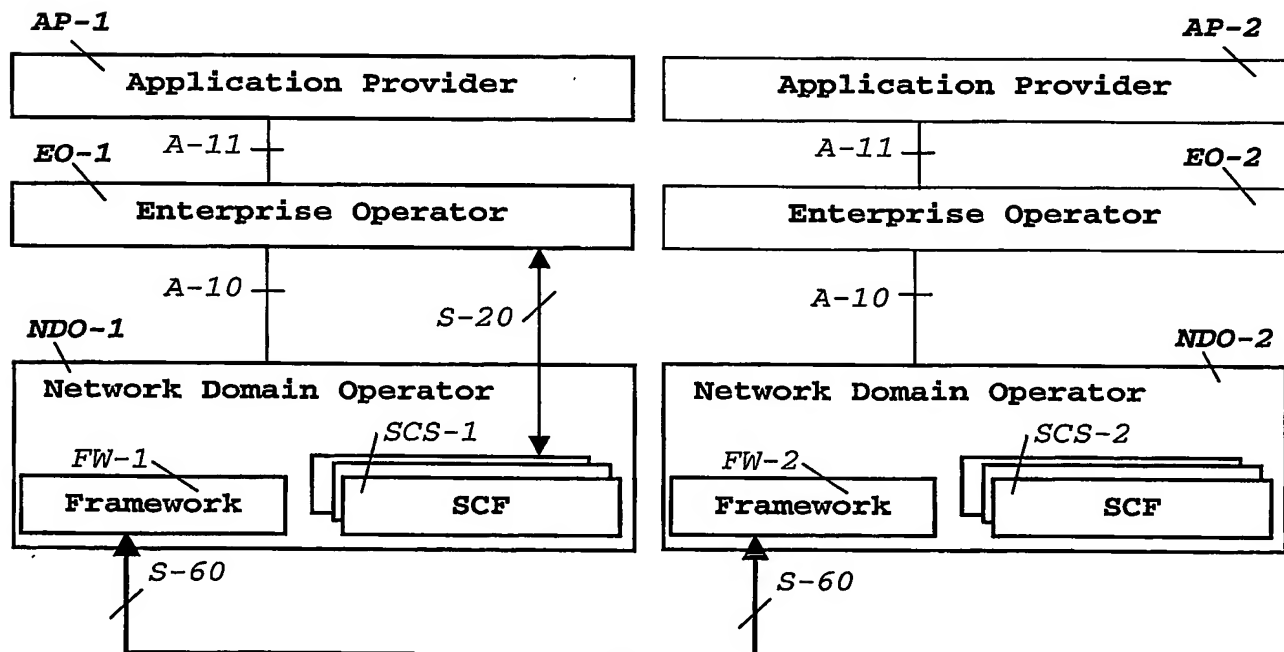 AP-1
Application Provider
A-11
EO-1
Enterprise Operator
A-10
S-20
NDO-1
Network Domain Operator
SCS-1
FW-1
Framework
SCF
S-60
AP-2
Application Provider
A-11
EO-2
Enterprise Operator
A-10
NDO-2
Network Domain Operator
SCS-2
FW-2
Framework
SCF
S-60